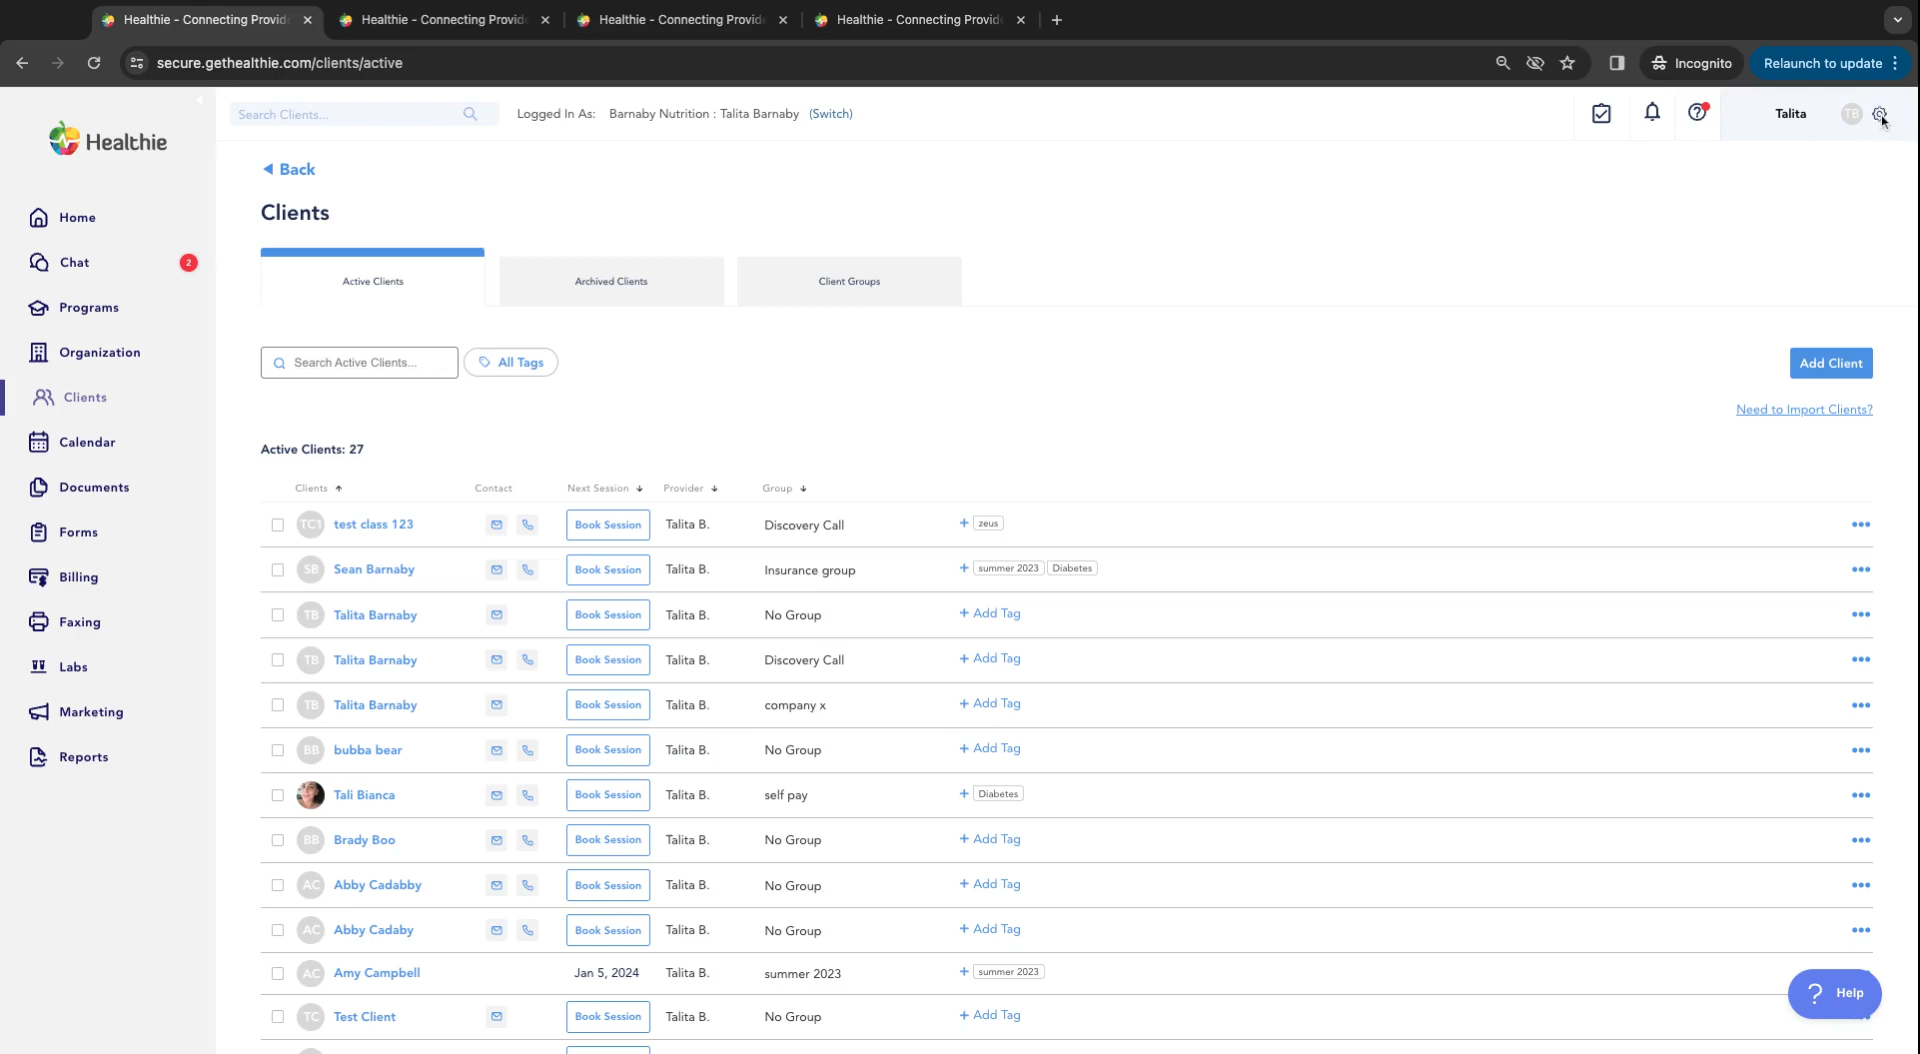 Healthie - Connecting Provide
Healthie - Connecting Provide
Healthie - Connecting Provide
Healthie - Connecting Provide
secure.gethealthie.com/clients/active
Incognito
Relaunch to update
Healthie
Search Clients...
Logged In As: Barnaby Nutrition : Talita Barnaby (Switch)
Talita
TB
Home
Chat 2
Programs
Organization
Clients
Calendar
Documents
Forms
Billing
Faxing
Labs
Marketing
Reports
Back
Clients
Active Clients
Archived Clients
Client Groups
Search Active Clients...
All Tags
Add Client
Need to Import Clients?
Active Clients: 27
Clients Contact Next Session Provider Group
TC1 test class 123 Book Session Talita B. Discovery Call + zeus
SB Sean Barnaby Book Session Talita B. Insurance group + summer 2023 Diabetes
TB Talita Barnaby Book Session Talita B. No Group + Add Tag
TB Talita Barnaby Book Session Talita B. Discovery Call + Add Tag
TB Talita Barnaby Book Session Talita B. company x + Add Tag
BB bubba bear Book Session Talita B. No Group + Add Tag
Tali Bianca Book Session Talita B. self pay + Diabetes
BB Brady Boo Book Session Talita B. No Group + Add Tag
AC Abby Cadabby Book Session Talita B. No Group + Add Tag
AC Abby Cadaby Book Session Talita B. No Group + Add Tag
AC Amy Campbell Jan 5, 2024 Talita B. summer 2023 + summer 2023
TC Test Client Book Session Talita B. No Group + Add Tag
? Help